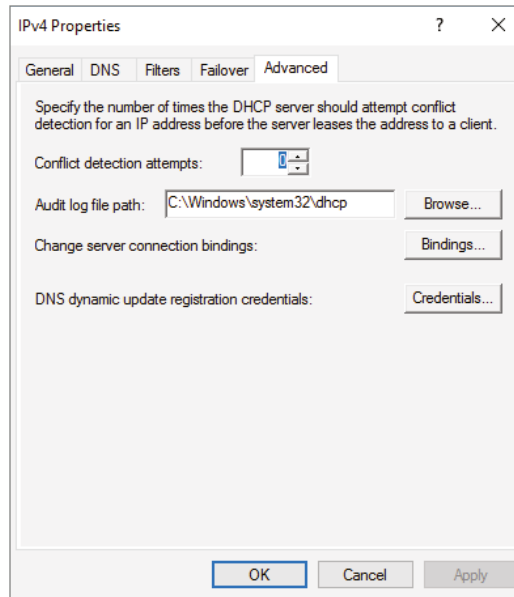 IPv4 Properties
? ×
General DNS Filters Failover Advanced
Specify the number of times the DHCP server should attempt conflict
detection for an IP address before the server leases the address to a client.
Conflict detection attempts: 0
Audit log file path: C:\Windows\system32\dhcp Browse...
Change server connection bindings: Bindings...
DNS dynamic update registration credentials: Credentials...
OK Cancel Apply